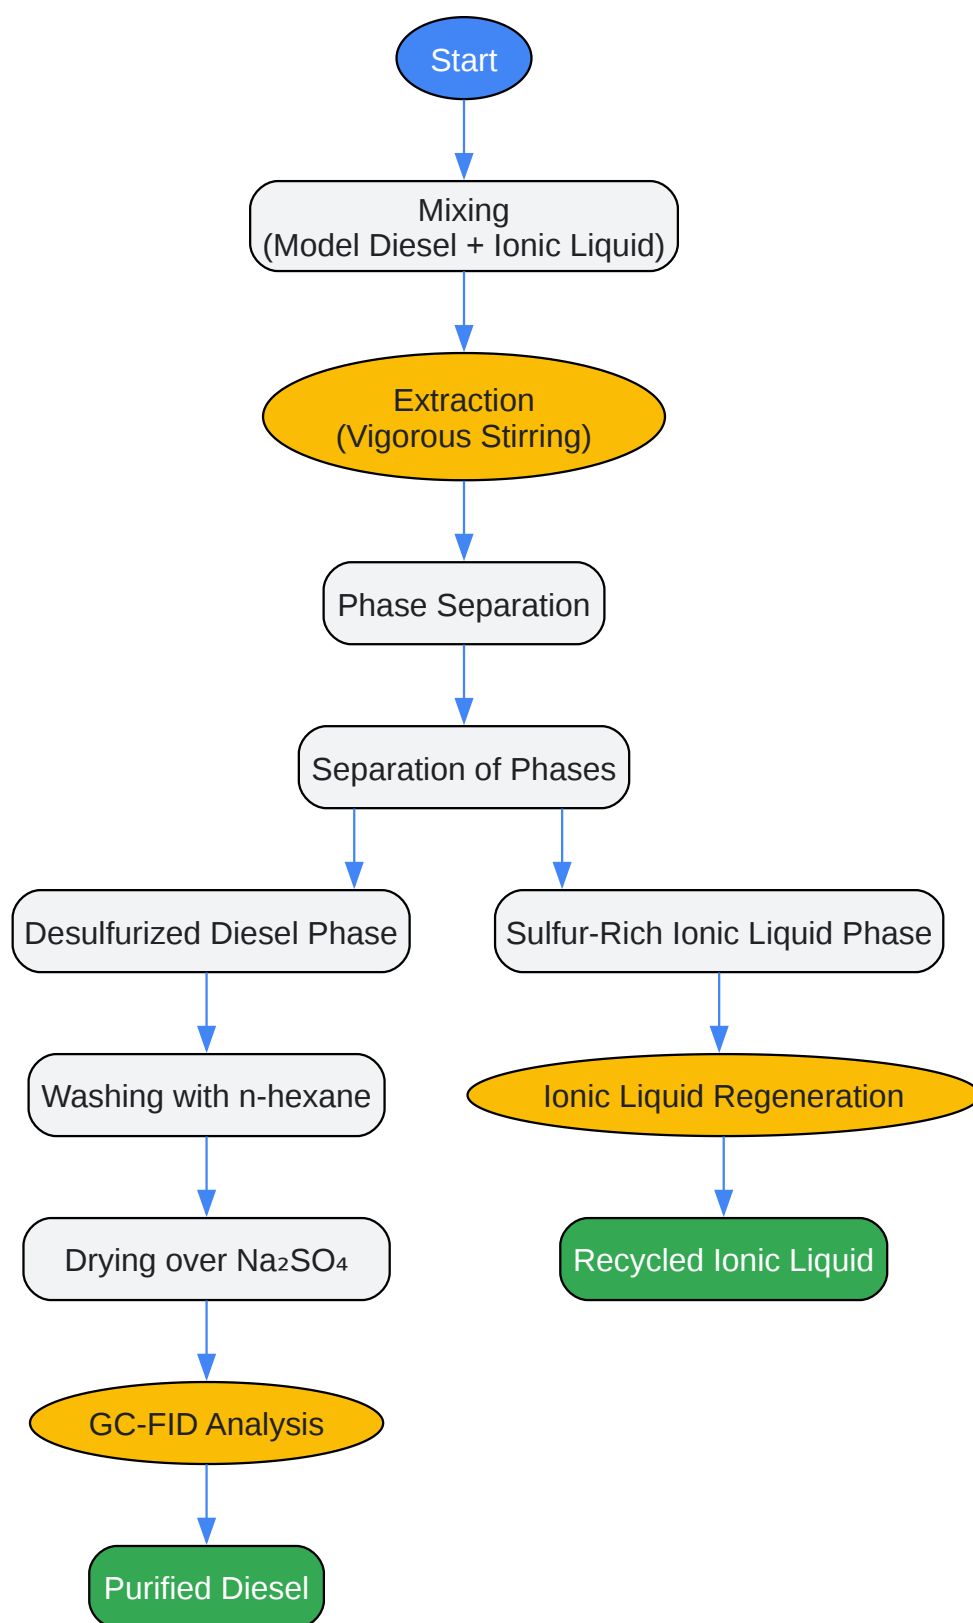 Start
Mixing
(Model Diesel + Ionic Liquid)
Extraction
(Vigorous Stirring)
Phase Separation
Separation of Phases
Desulfurized Diesel Phase
Sulfur-Rich Ionic Liquid Phase
Washing with n-hexane
Ionic Liquid Regeneration
Drying over Na₂SO₄
Recycled Ionic Liquid
GC-FID Analysis
Purified Diesel